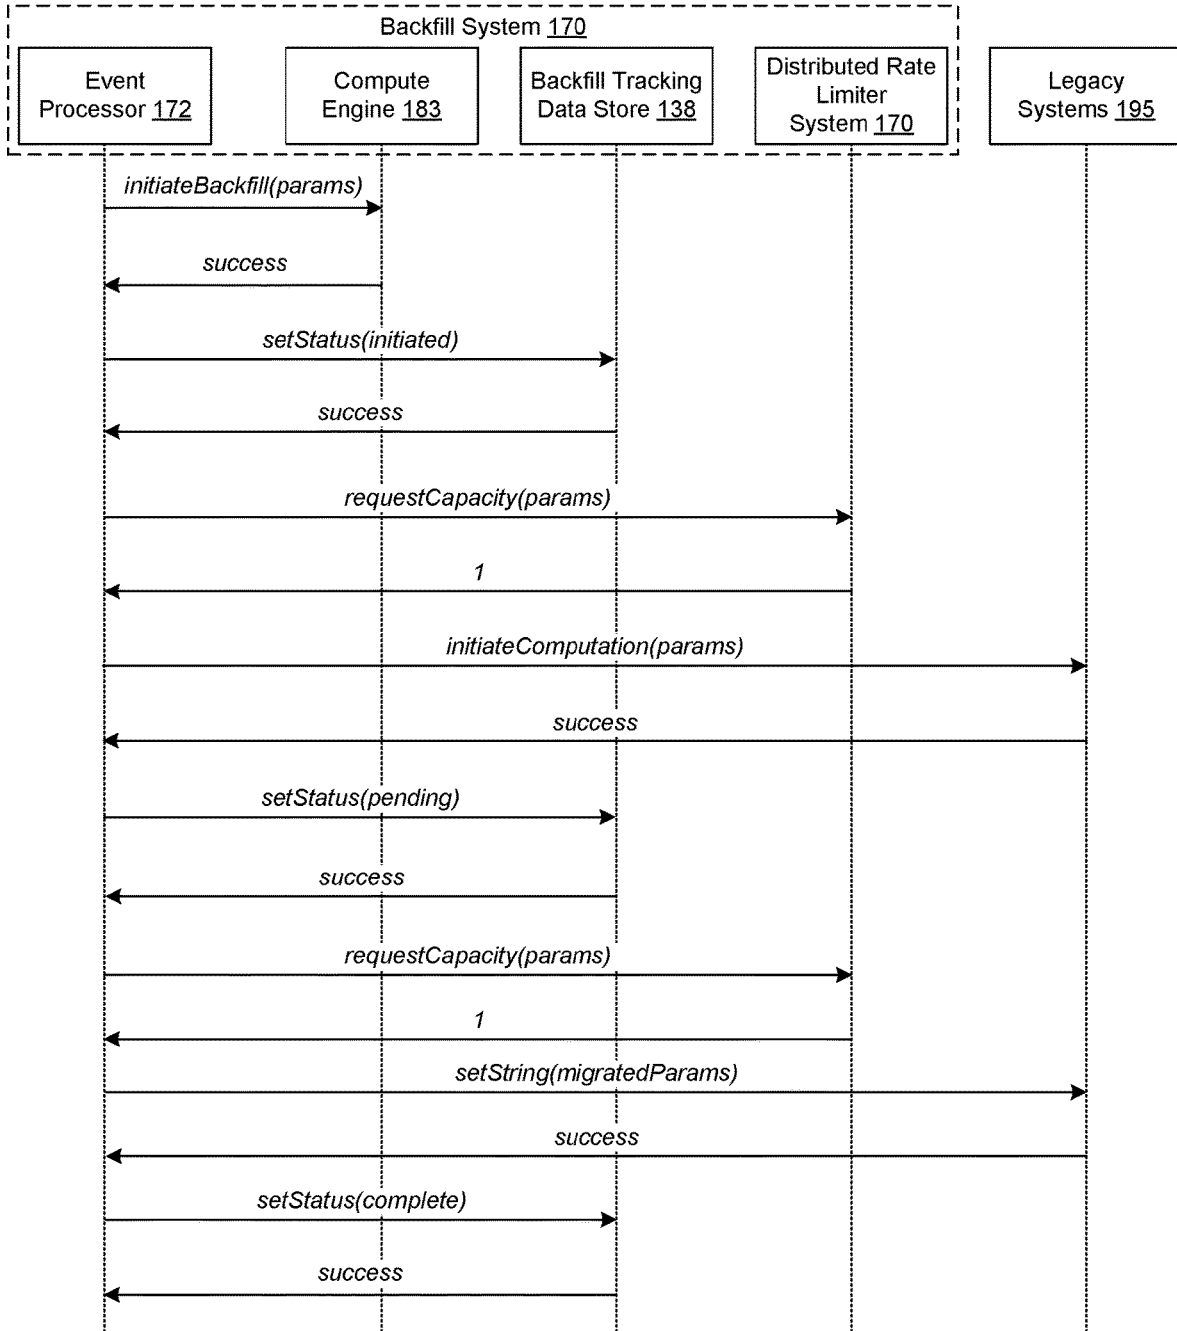 Backfill System 170
Event
Processor 172
Compute
Engine 183
Backfill Tracking
Data Store 138
Distributed Rate
Limiter
System 170
Legacy
Systems 195
initiateBackfill(params)
success
setStatus(initiated)
success
requestCapacity(params)
1
initiateComputation(params)
success
setStatus(pending)
success
requestCapacity(params)
1
setString(migratedParams)
success
setStatus(complete)
success